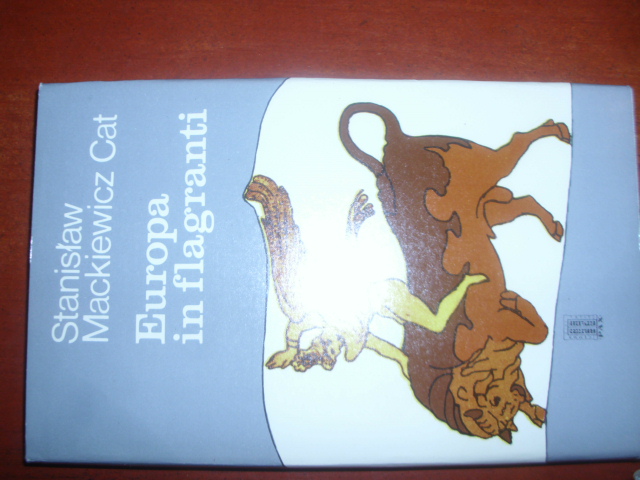 Stanisław
Mackiewicz Cat
Europa
in flagranti